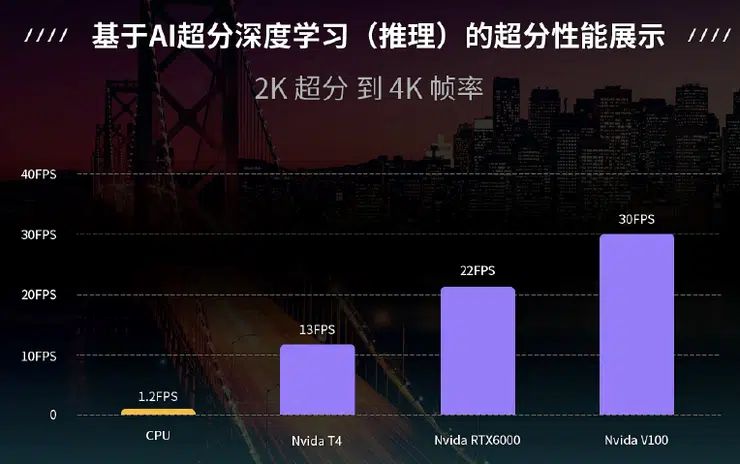 //// 基于AI超分深度学习（推理）的超分性能展示 ////
2K 超分 到 4K 帧率
40FPS
30FPS
30FPS
22FPS
20FPS
13FPS
10FPS
1.2FPS
0
CPU Nvida T4 Nvida RTX6000 Nvida V100